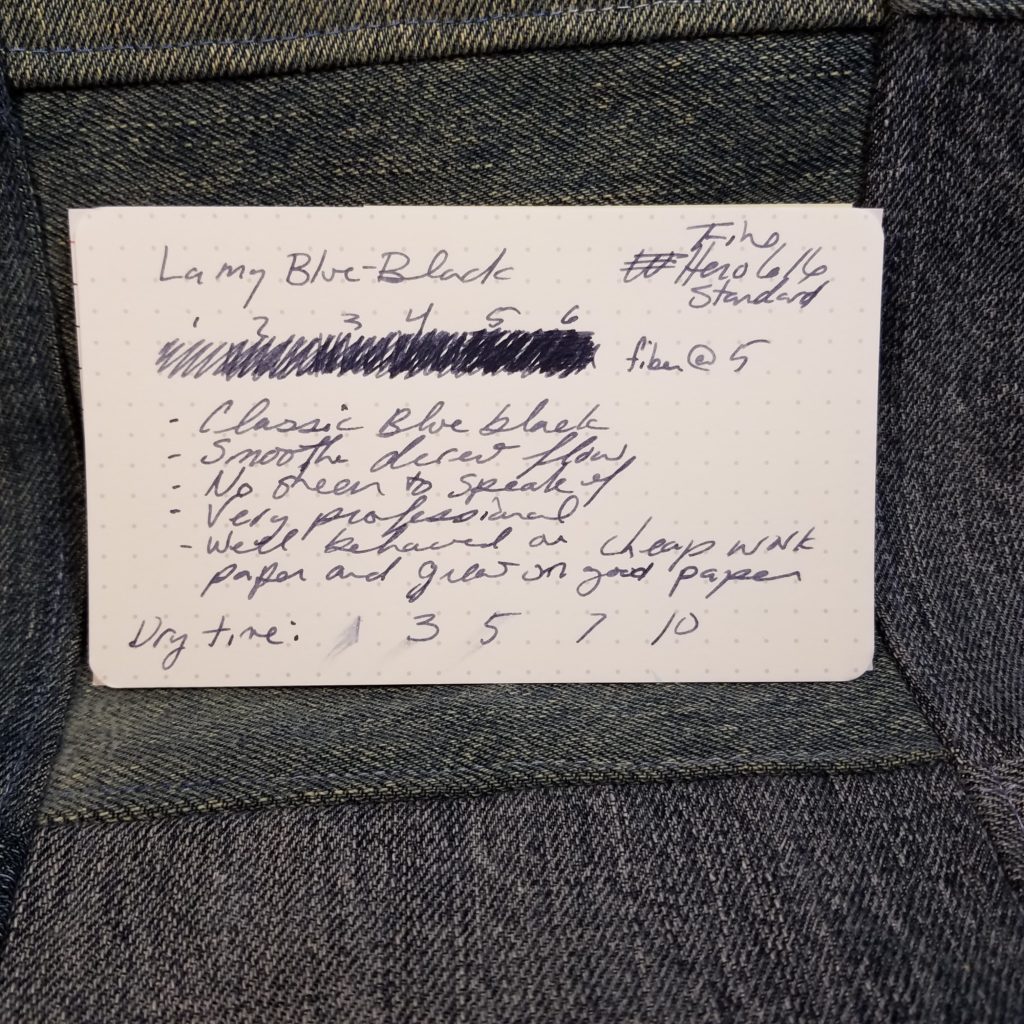 Lamy Blue-Black
Fine,
Hero 616
Standard
1 2 3 4 5 6
fiber @ 5
- Classic Blue black
- Smoothe decent flow
- No sheen to speak of
- Very professional
- Well behaved on cheap work
paper and great on good paper
Dry time: 1 3 5 7 10